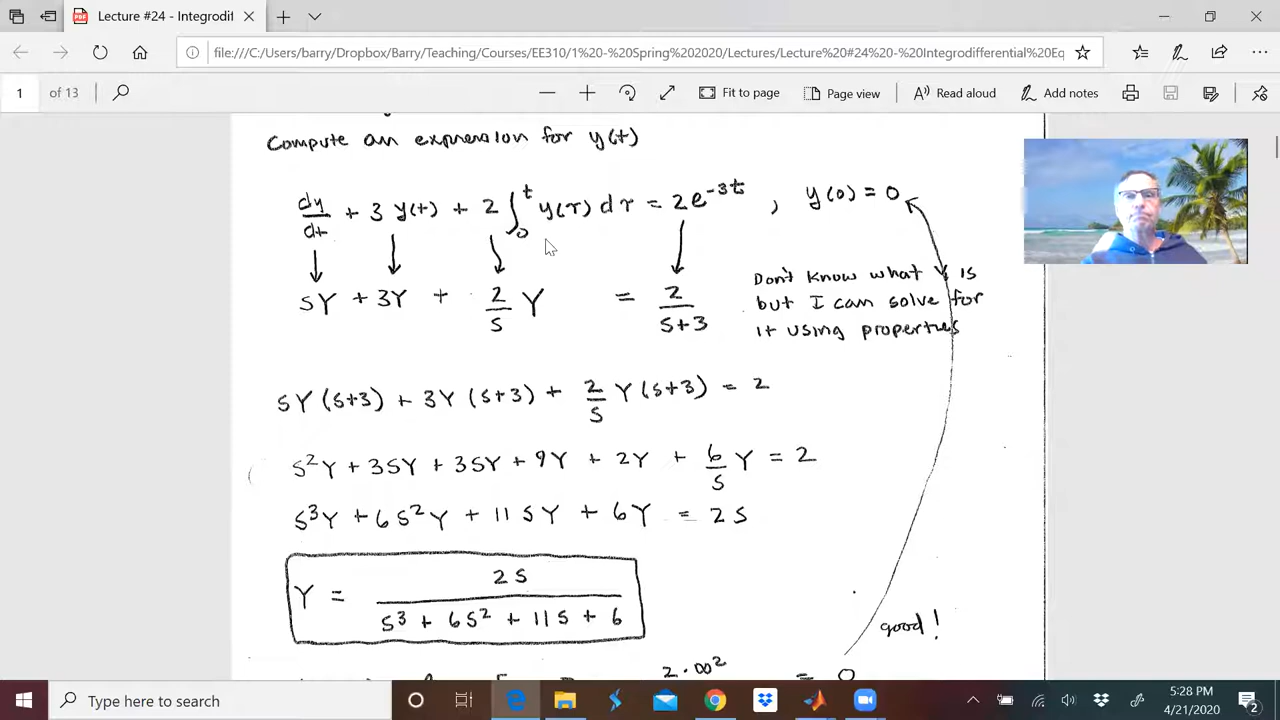 Lecture #24 - Integrodif
file:///C:/Users/barry/Dropbox/Barry/Teaching/Courses/EE310/1%20-%20Spring%202020/Lectures/Lecture%20#24%20-%20Integrodifferential%20Eq
1 of 13
Fit to page
Page view
Read aloud
Add notes
Compute an expression for y(t)
dy/dt + 3 y(t) + 2 ∫₀ᵗ y(τ) dτ = 2e^-3t , y(0) = 0
sY + 3Y + 2/s Y = 2/s+3
Don't know what Y is
but I can solve for
it using properties
sY(s+3) + 3Y(s+3) + 2/s Y(s+3) = 2
s²Y + 3sY + 3sY + 9Y + 2Y + 6/s Y = 2
s³Y + 6s²Y + 11sY + 6Y = 2s
Y = 2s / s³ + 6s² + 11s + 6
good!
2·∞² = 0
Type here to search
5:28 PM
4/21/2020
2